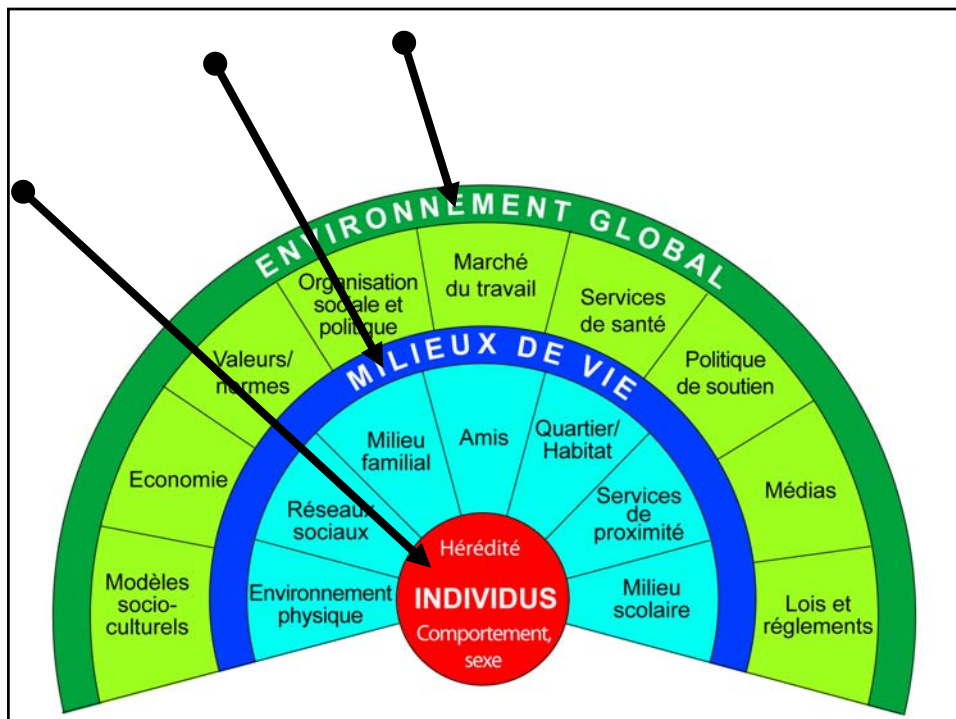 ENVIRONNEMENT GLOBAL
Modèles
socio-
culturels
Economie
Valeurs/
normes
Organisation
sociale et
politique
Marché
du travail
Services
de santé
Politique
de soutien
Médias
Lois et
réglements
MILIEUX DE VIE
Environnement
physique
Réseaux
sociaux
Milieu
familial
Amis
Quartier/
Habitat
Services
de
proximité
Milieu
scolaire
Hérédité
INDIVIDUS
Comportement,
sexe